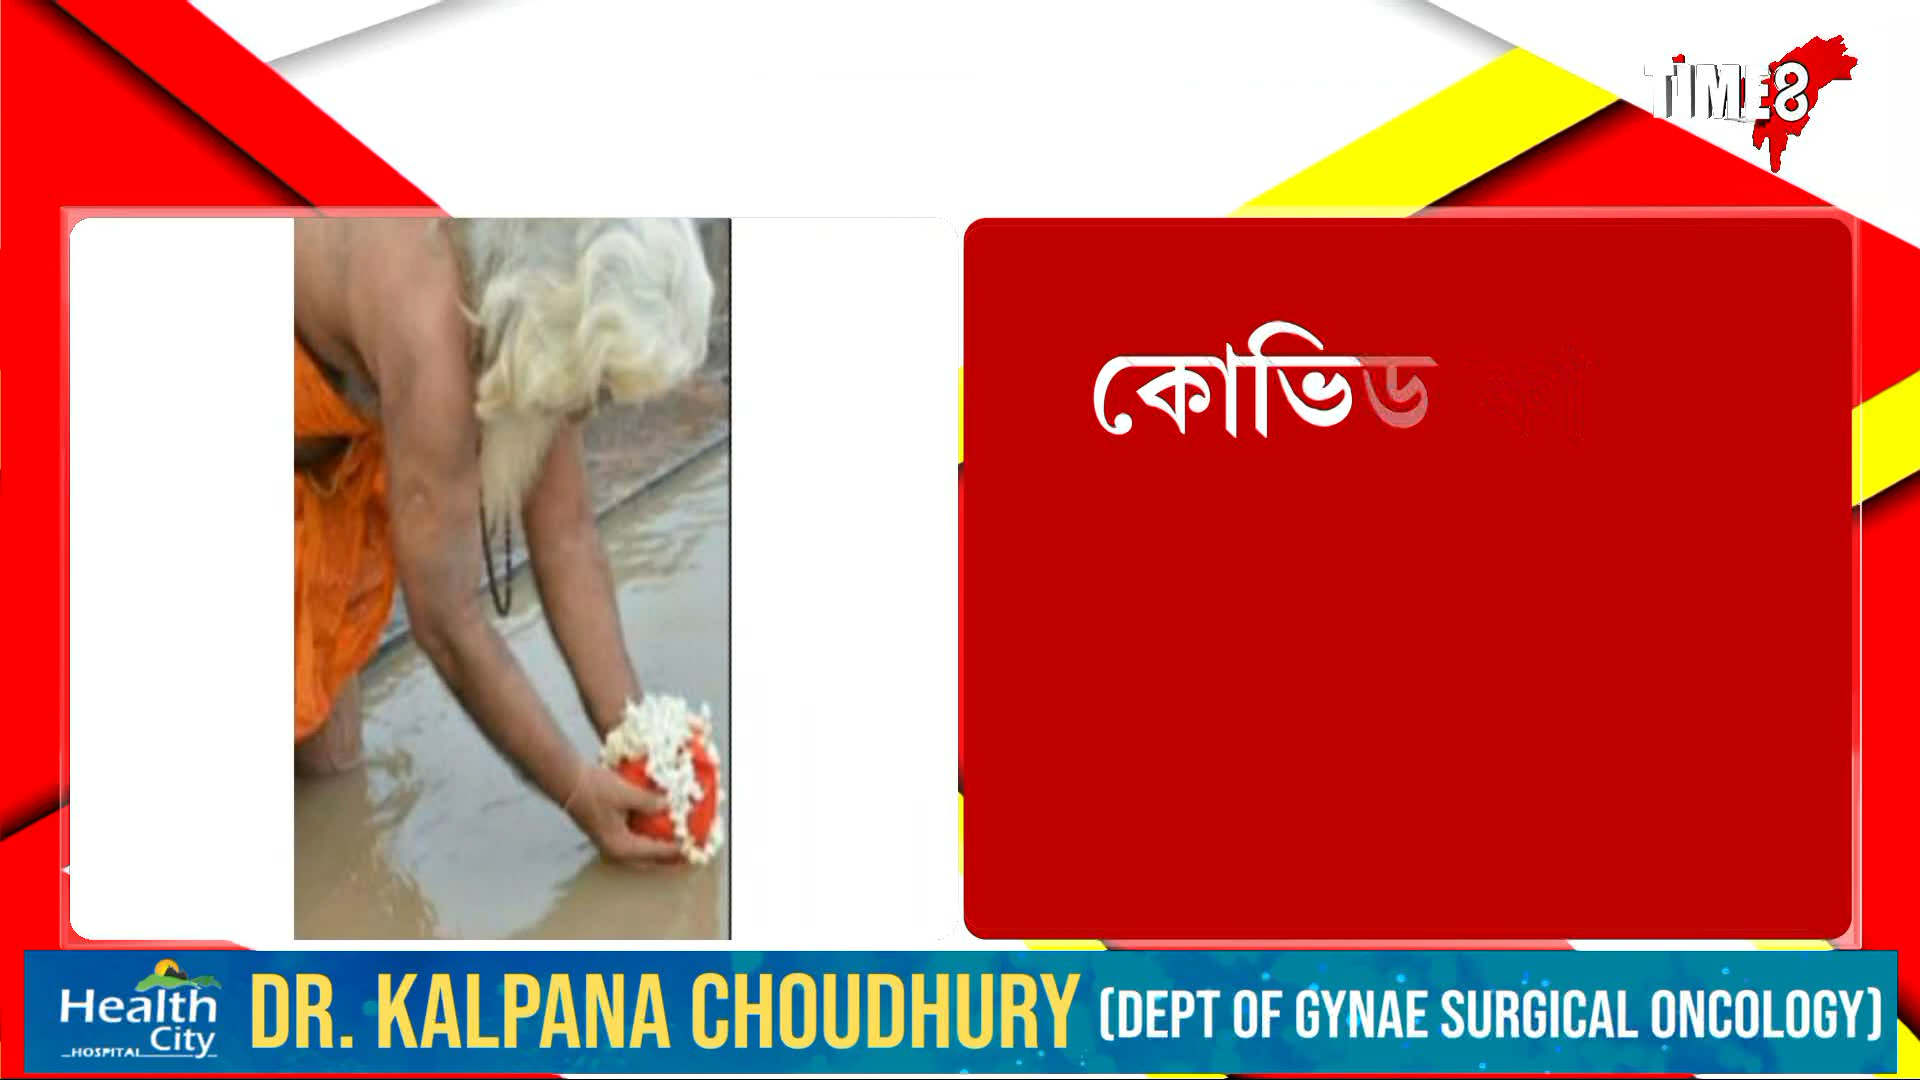 TIME8
কোভিড
Health
City
HOSPITAL
DR. KALPANA CHOUDHURY (DEPT OF GYNAE SURGICAL ONCOLOGY)